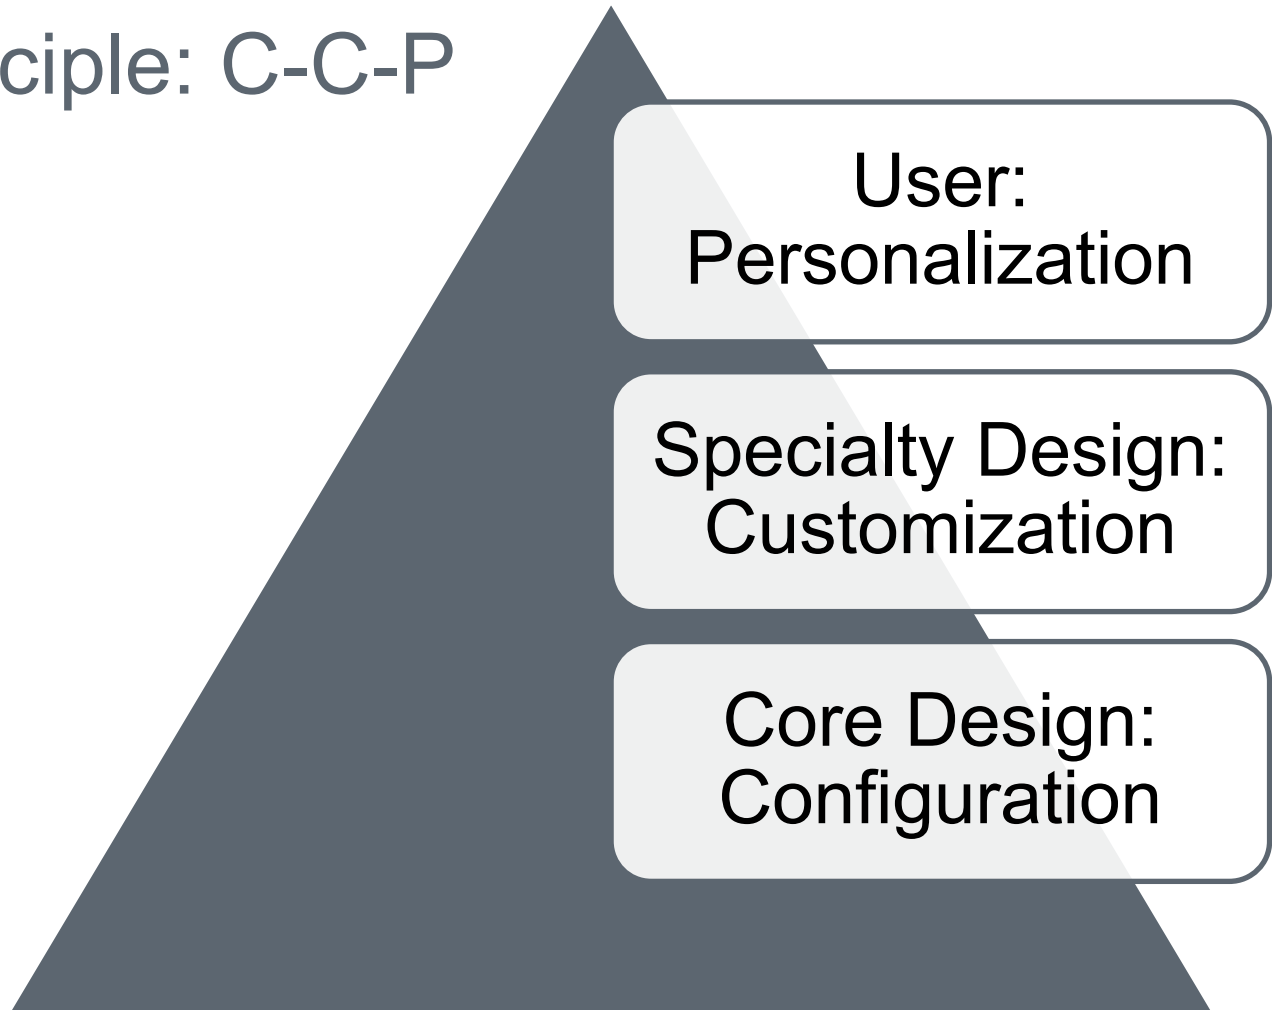 ciple: C-C-P
User:
Personalization
Specialty Design:
Customization
Core Design:
Configuration